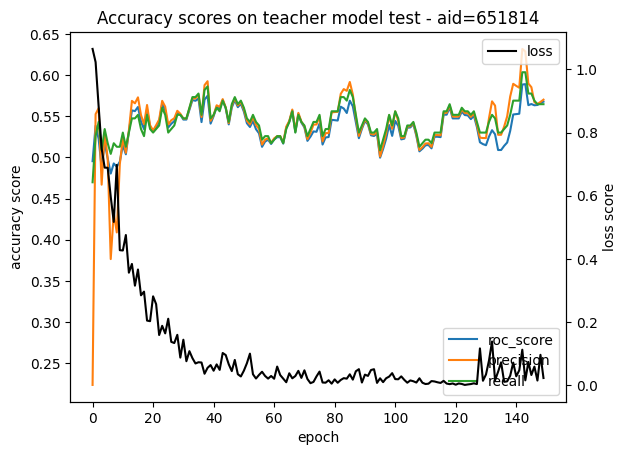 Accuracy scores on teacher model test - aid=651814
accuracy score
0.65
0.60
0.55
0.50
0.45
0.40
0.35
0.30
0.25
loss
1.0
0.8
0.6
0.4
0.2
0.0
loss score
roc_score
precision
recall
0
20
40
60
80
100
120
140
epoch